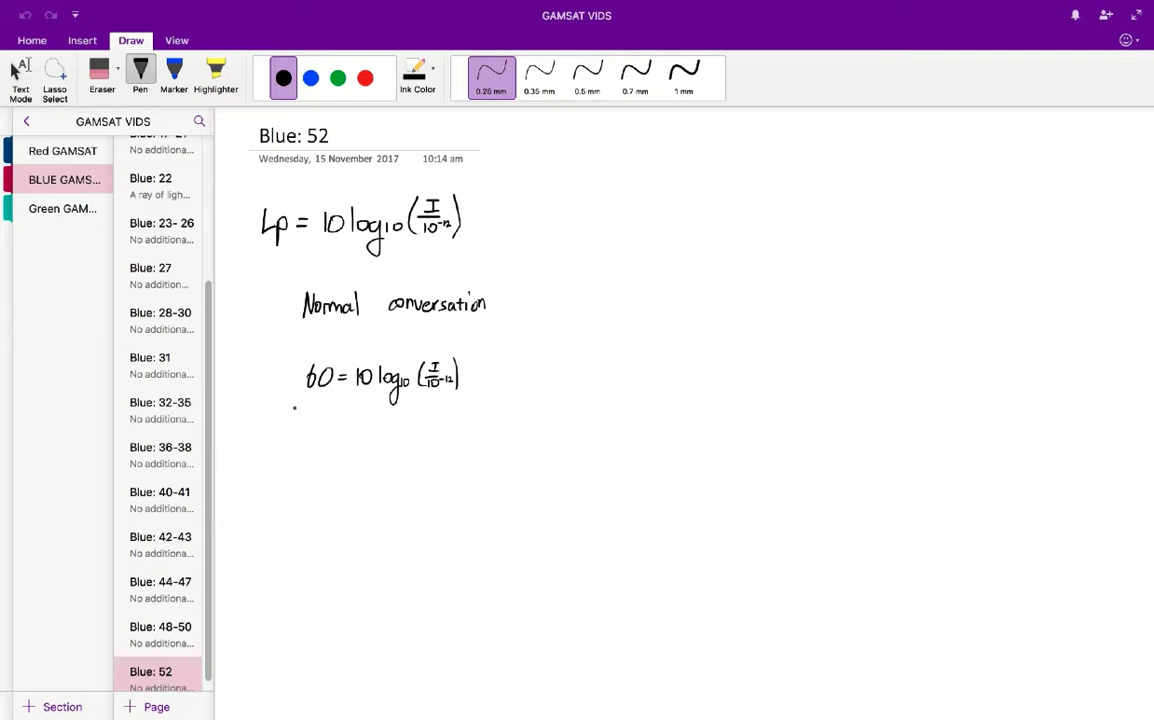 GAMSAT VIDS
Home Insert Draw View
Text Mode
Lasso Select
Eraser
Pen
Marker
Highlighter
Ink Color
0.25 mm
0.35 mm
0.5 mm
0.7 mm
1 mm
GAMSAT VIDS
Red GAMSAT
BLUE GAMS...
Green GAM...
No additiona...
Blue: 22
A ray of ligh...
Blue: 23- 26
No additiona...
Blue: 27
No addition...
Blue: 28-30
No additiona...
Blue: 31
No additiona...
Blue: 32-35
No additiona...
Blue: 36-38
No additiona...
Blue: 40-41
No additiona...
Blue: 42-43
No additiona...
Blue: 44-47
No additiona...
Blue: 48-50
No additiona...
Blue: 52
No additiona...
+ Section
+ Page
Blue: 52
Wednesday, 15 November 2017 10:14 am
Lp = 10 log₁₀ (I/10⁻¹²)
Normal conversation
60 = 10 log₁₀ (I/10⁻¹²)